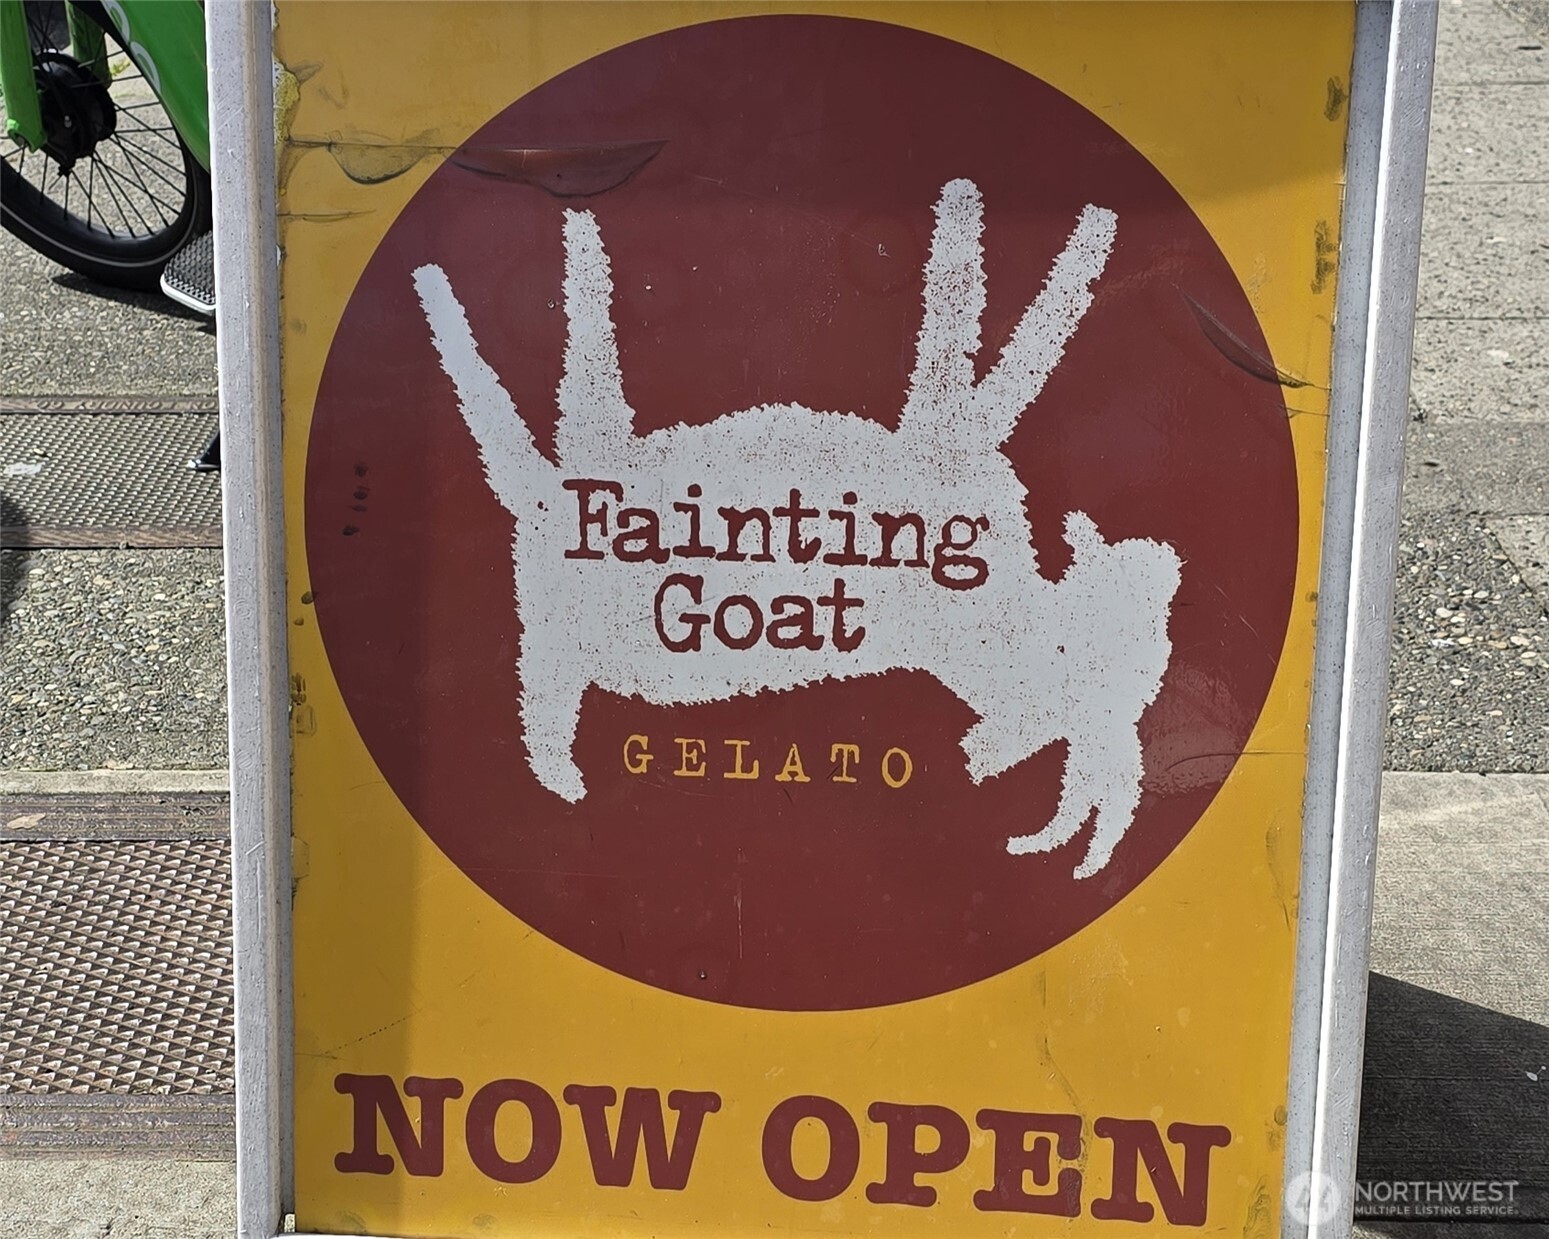 Fainting
Goat
GELATO
NOW OPEN
NORTHWEST
MULTIPLE LISTING SERVICE